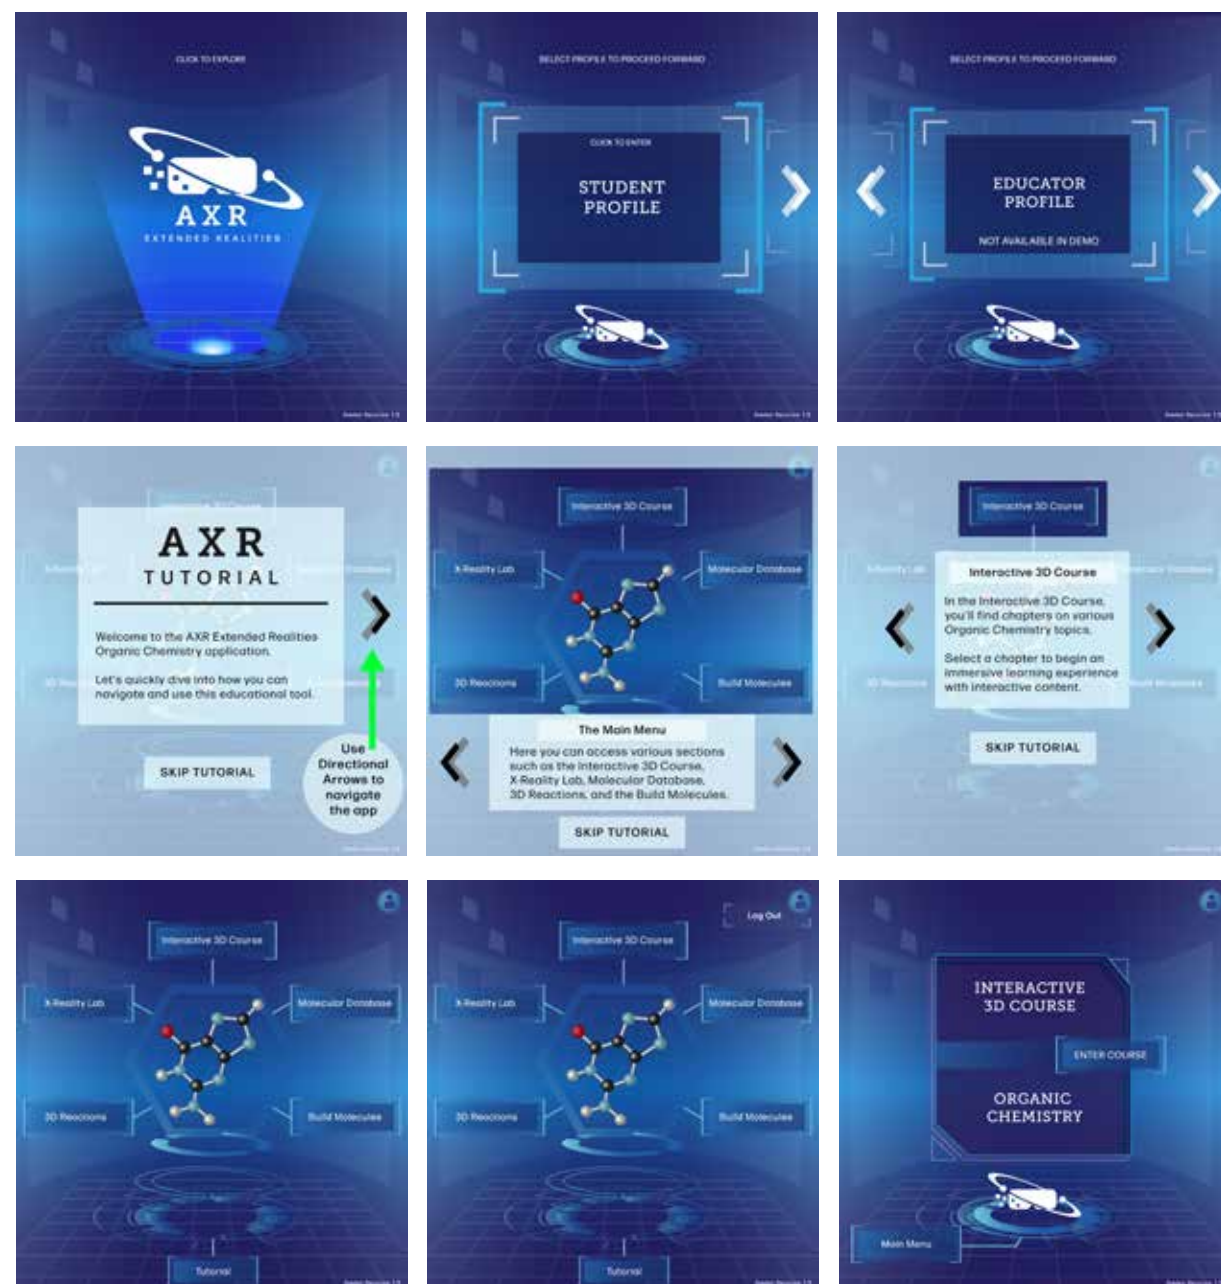 CLICK TO EXPLORE
AXR
EXTENDED REALITIES
SELECT PROFILE TO PROCEED FORWARD
CLICK TO ENTER
STUDENT
PROFILE
SELECT PROFILE TO PROCEED FORWARD
EDUCATOR
PROFILE
NOT AVAILABLE IN DEMO
AXR
TUTORIAL
Welcome to the AXR Extended Realities
Organic Chemistry application.
Let's quickly dive into how you can
navigate and use this educational tool.
SKIP TUTORIAL
Use
Directional
Arrows to
navigate
the app
Interactive 3D Course
X-Reality Lab
Molecular Database
3D Reactions
Build Molecules
The Main Menu
Here you can access various sections
such as the Interactive 3D Course,
X-Reality Lab, Molecular Database,
3D Reactions, and the Build Molecules.
SKIP TUTORIAL
Interactive 3D Course
Interactive 3D Course
In the Interactive 3D Course,
you'll find chapters on various
Organic Chemistry topics.
Select a chapter to begin an
immersive learning experience
with interactive content.
SKIP TUTORIAL
Interactive 3D Course
X-Reality Lab
Molecular Database
3D Reactions
Build Molecules
Tutorial
Log Out
Interactive 3D Course
X-Reality Lab
Molecular Database
3D Reactions
Build Molecules
Tutorial
INTERACTIVE
3D COURSE
ENTER COURSE
ORGANIC
CHEMISTRY
Main Menu